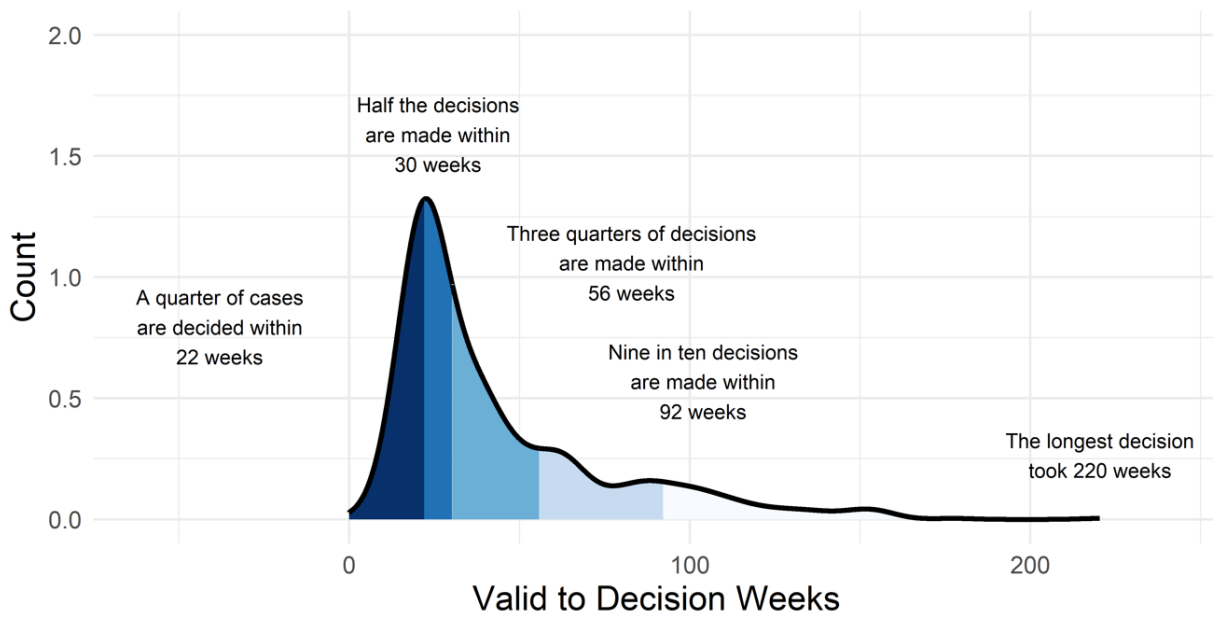 2.0
Half the decisions
are made within
30 weeks
1.5
Three quarters of decisions
are made within
56 weeks
Count
1.0
A quarter of cases
are decided within
22 weeks
Nine in ten decisions
are made within
92 weeks
0.5
The longest decision
took 220 weeks
0.0
0
100
200
Valid to Decision Weeks